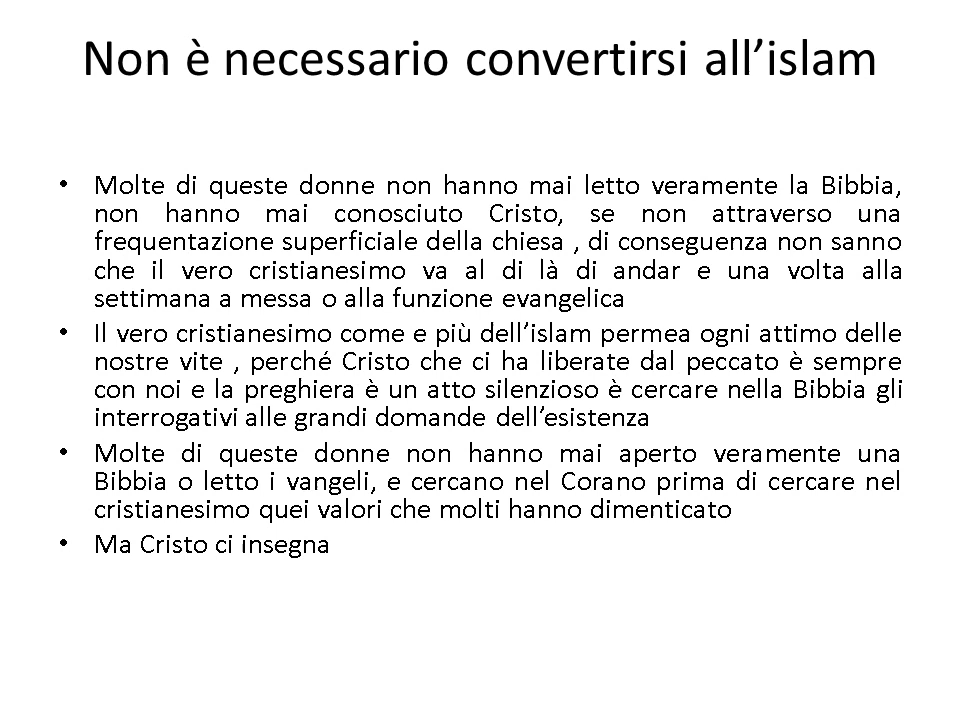 Non è necessario convertirsi all’islam
• Molte di queste donne non hanno mai letto veramente la Bibbia,
non hanno mai conosciuto Cristo, se non attraverso una
frequentazione superficiale della chiesa , di conseguenza non sanno
che il vero cristianesimo va al di là di andar e una volta alla
settimana a messa o alla funzione evangelica
• Il vero cristianesimo come e più dell’islam permea ogni attimo delle
nostre vite , perché Cristo che ci ha liberate dal peccato è sempre
con noi e la preghiera è un atto silenzioso è cercare nella Bibbia gli
interrogativi alle grandi domande dell’esistenza
• Molte di queste donne non hanno mai aperto veramente una
Bibbia o letto i vangeli, e cercano nel Corano prima di cercare nel
cristianesimo quei valori che molti hanno dimenticato
• Ma Cristo ci insegna